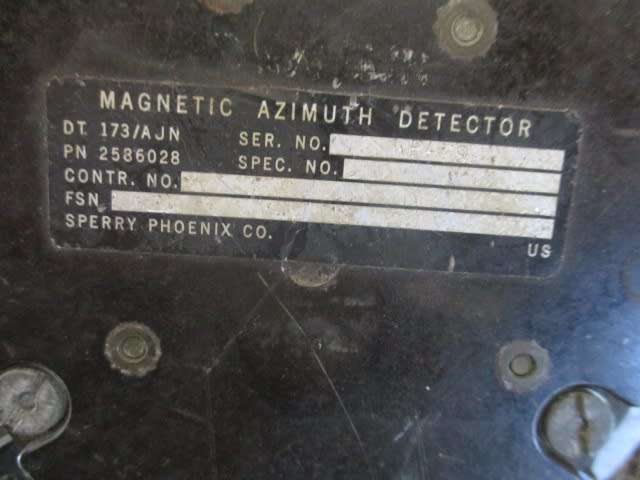 MAGNETIC AZIMUTH DETECTOR
DT. 173/AJN SER. NO.
PN 2586028 SPEC. NO.
CONTR. NO.
FSN
SPERRY PHOENIX CO.
US